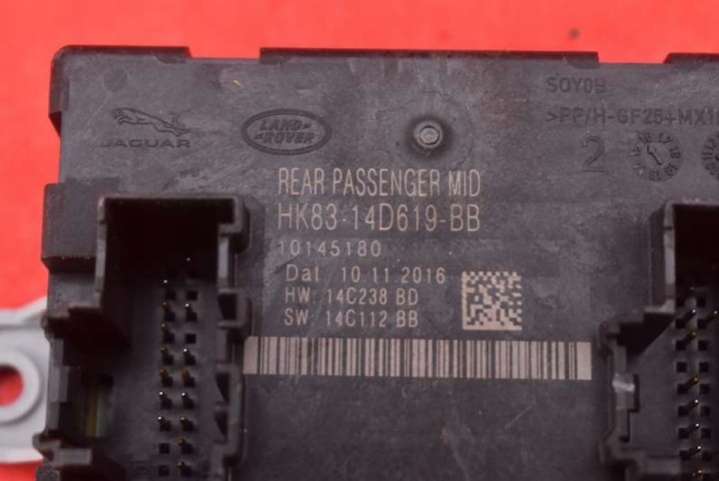 JAGUAR
LAND ROVER
REAR PASSENGER MID
HK83-14D619-BB
10145180
Dat. 10.11.2016
HW: 14C238 BD
SW: 14C112 BB
2